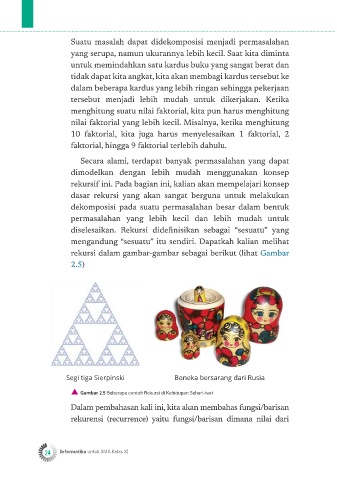 Suatu masalah dapat didekomposisi menjadi permasalahan
yang serupa, namun ukurannya lebih kecil. Saat kita diminta
untuk memindahkan satu kardus buku yang sangat berat dan
tidak dapat kita angkat, kita akan membagi kardus tersebut ke
dalam beberapa kardus yang lebih ringan sehingga pekerjaan
tersebut menjadi lebih mudah untuk dikerjakan. Ketika
menghitung suatu nilai faktorial, kita pun harus menghitung
nilai faktorial yang lebih kecil. Misalnya, ketika menghitung
10 faktorial, kita juga harus menyelesaikan 1 faktorial, 2
faktorial, hingga 9 faktorial terlebih dahulu.
Secara alami, terdapat banyak permasalahan yang dapat
dimodelkan dengan lebih mudah menggunakan konsep
rekursif ini. Pada bagian ini, kalian akan mempelajari konsep
dasar rekursi yang akan sangat berguna untuk melakukan
dekomposisi pada suatu permasalahan besar dalam bentuk
permasalahan yang lebih kecil dan lebih mudah untuk
diselesaikan. Rekursi didefinisikan sebagai “sesuatu” yang
mengandung “sesuatu” itu sendiri. Dapatkah kalian melihat
rekursi dalam gambar-gambar sebagai berikut (lihat Gambar
2.5)
Segi tiga Sierpinski Boneka bersarang dari Rusia
Gambar 2.5 Beberapa contoh Rekursi di Kehidupan Sehari-hari
Dalam pembahasan kali ini, kita akan membahas fungsi/barisan
rekurensi (recurrence) yaitu fungsi/barisan dimana nilai dari
24 Informatika untuk SMA Kelas XI